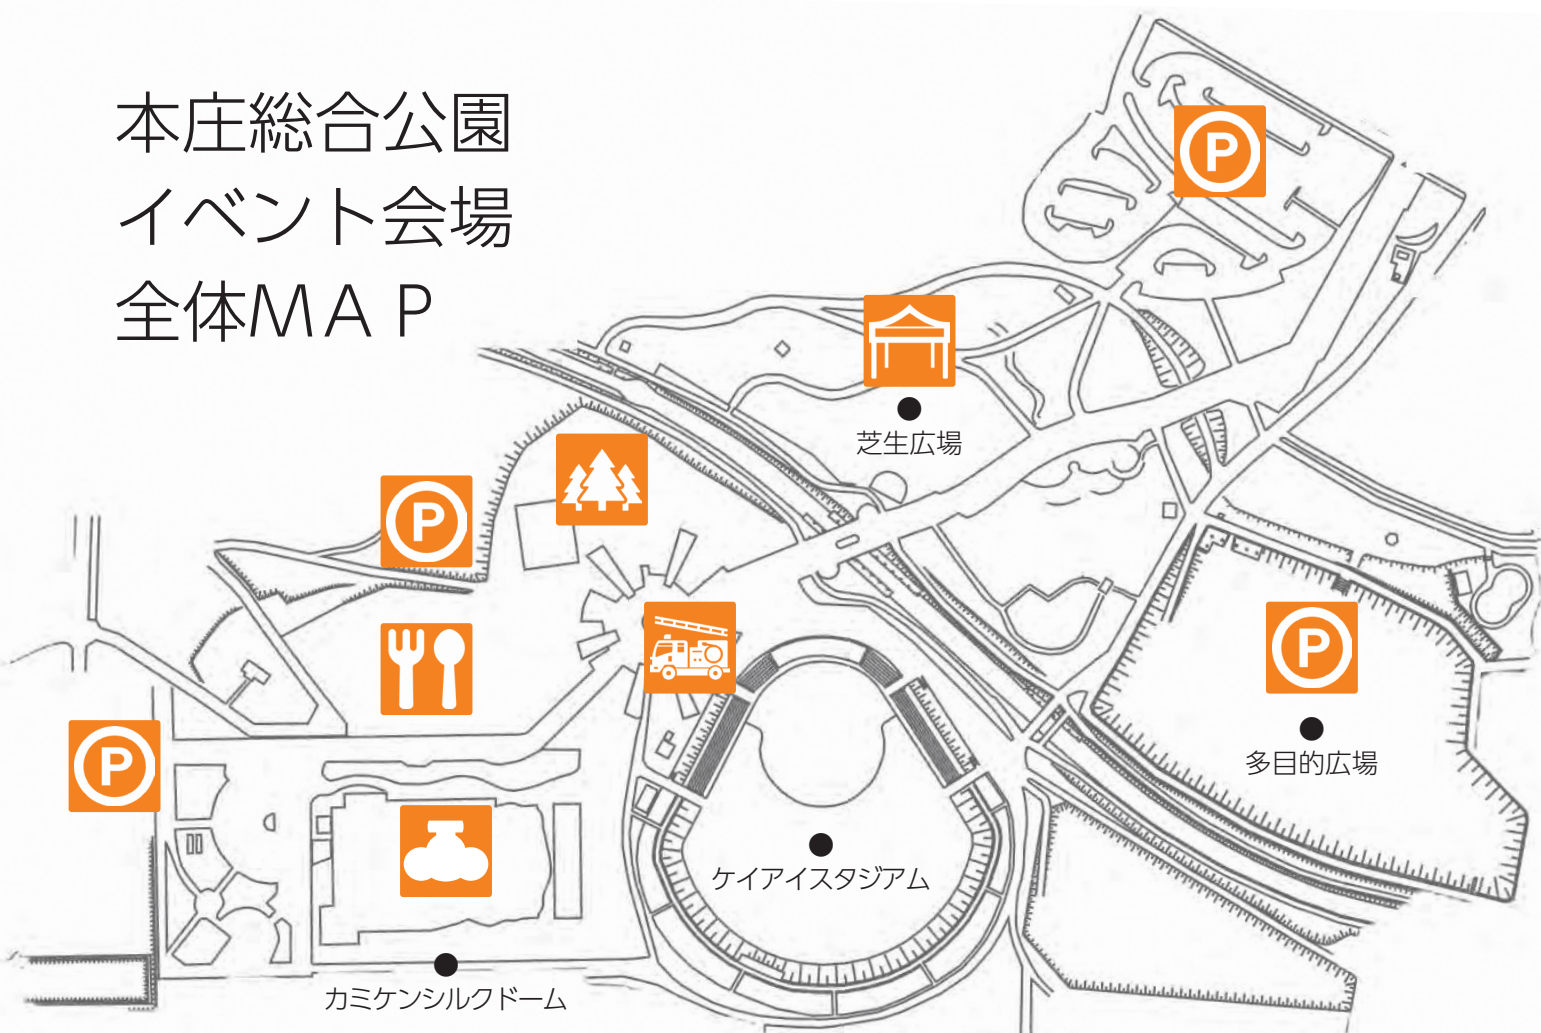 本庄総合公園
イベント会場
全体MAP
P
芝生広場
P
P
P
多目的広場
ケイアイスタジアム
カミケンシルクドーム